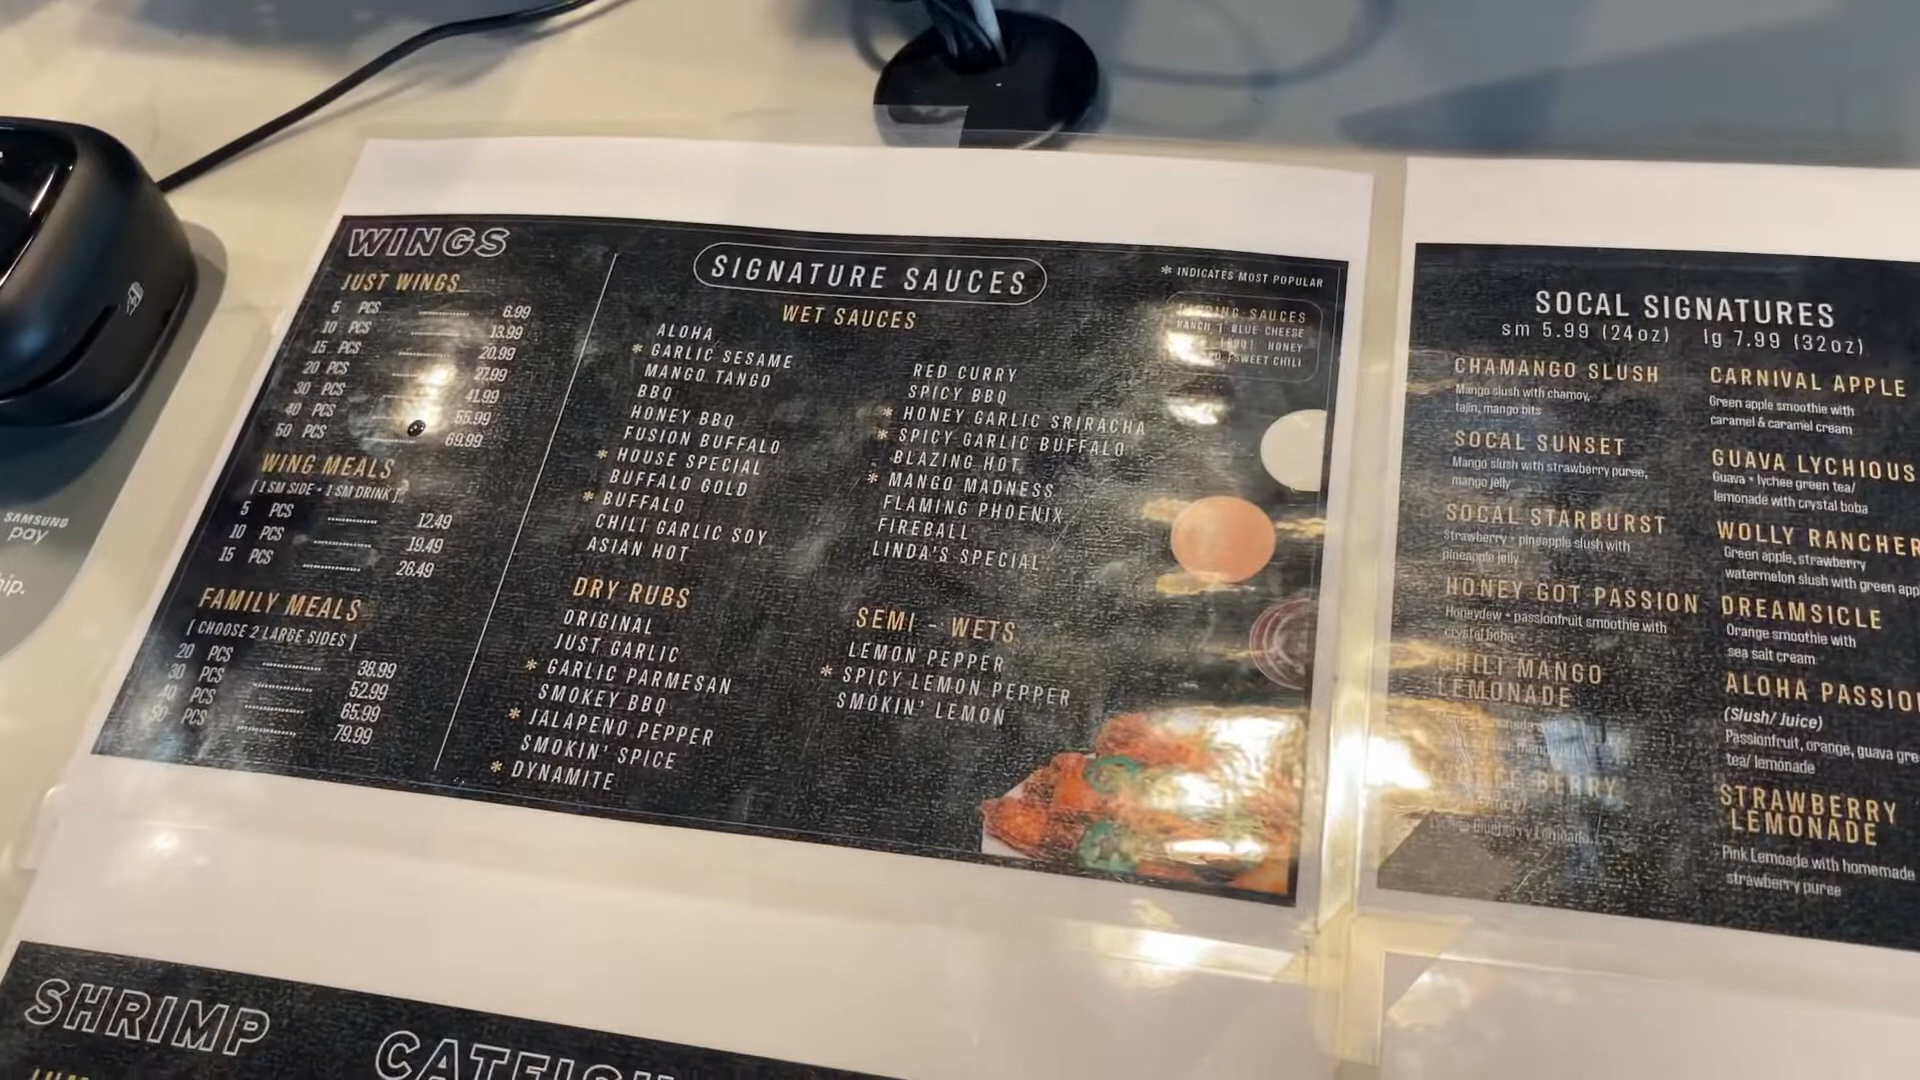 SAMSUNG
pay
hip.
WINGS
JUST WINGS
5 PCS 6.99
10 PCS 13.99
15 PCS 20.99
20 PCS 27.99
30 PCS 41.99
40 PCS 55.99
50 PCS 69.99
WING MEALS
[ 1 SM SIDE + 1 SM DRINK ]
5 PCS 12.49
10 PCS 19.49
15 PCS 26.49
FAMILY MEALS
[ CHOOSE 2 LARGE SIDES ]
20 PCS 38.99
30 PCS 52.99
40 PCS 65.99
50 PCS 79.99
SIGNATURE SAUCES
* INDICATES MOST POPULAR
WET SAUCES
ALOHA
* GARLIC SESAME
MANGO TANGO
BBQ
HONEY BBQ
FUSION BUFFALO
* HOUSE SPECIAL
BUFFALO GOLD
* BUFFALO
CHILI GARLIC SOY
ASIAN HOT
RED CURRY
SPICY BBQ
* HONEY GARLIC SRIRACHA
* SPICY GARLIC BUFFALO
BLAZING HOT
* MANGO MADNESS
FLAMING PHOENIX
FIREBALL
LINDA'S SPECIAL
DRY RUBS
ORIGINAL
JUST GARLIC
* GARLIC PARMESAN
SMOKEY BBQ
* JALAPENO PEPPER
SMOKIN' SPICE
* DYNAMITE
SEMI - WETS
LEMON PEPPER
* SPICY LEMON PEPPER
SMOKIN' LEMON
SAUCES
RANCH | BLUE CHEESE
HONEY
SWEET CHILI
SOCAL SIGNATURES
sm 5.99 (24oz) lg 7.99 (32oz)
CHAMANGO SLUSH
Mango slush with chamoy,
tajin, mango bits
SOCAL SUNSET
Mango slush with strawberry puree,
mango jelly
SOCAL STARBURST
Strawberry + pineapple slush with
pineapple jelly
HONEY GOT PASSION
Honeydew + passionfruit smoothie with
crystal boba
CHILI MANGO
LEMONADE
BERRY
Blueberry Lemonade
CARNIVAL APPLE
Green apple smoothie with
caramel & caramel cream
GUAVA LYCHIOUS
Guava + lychee green tea/
lemonade with crystal boba
WOLLY RANCHER
Green apple, strawberry
watermelon slush with green app
DREAMSICLE
Orange smoothie with
sea salt cream
ALOHA PASSIO
(Slush/ Juice)
Passionfruit, orange, guava gre
tea/ lemonade
STRAWBERRY
LEMONADE
Pink Lemoade with homemade
strawberry puree
SHRIMP
CATFISH